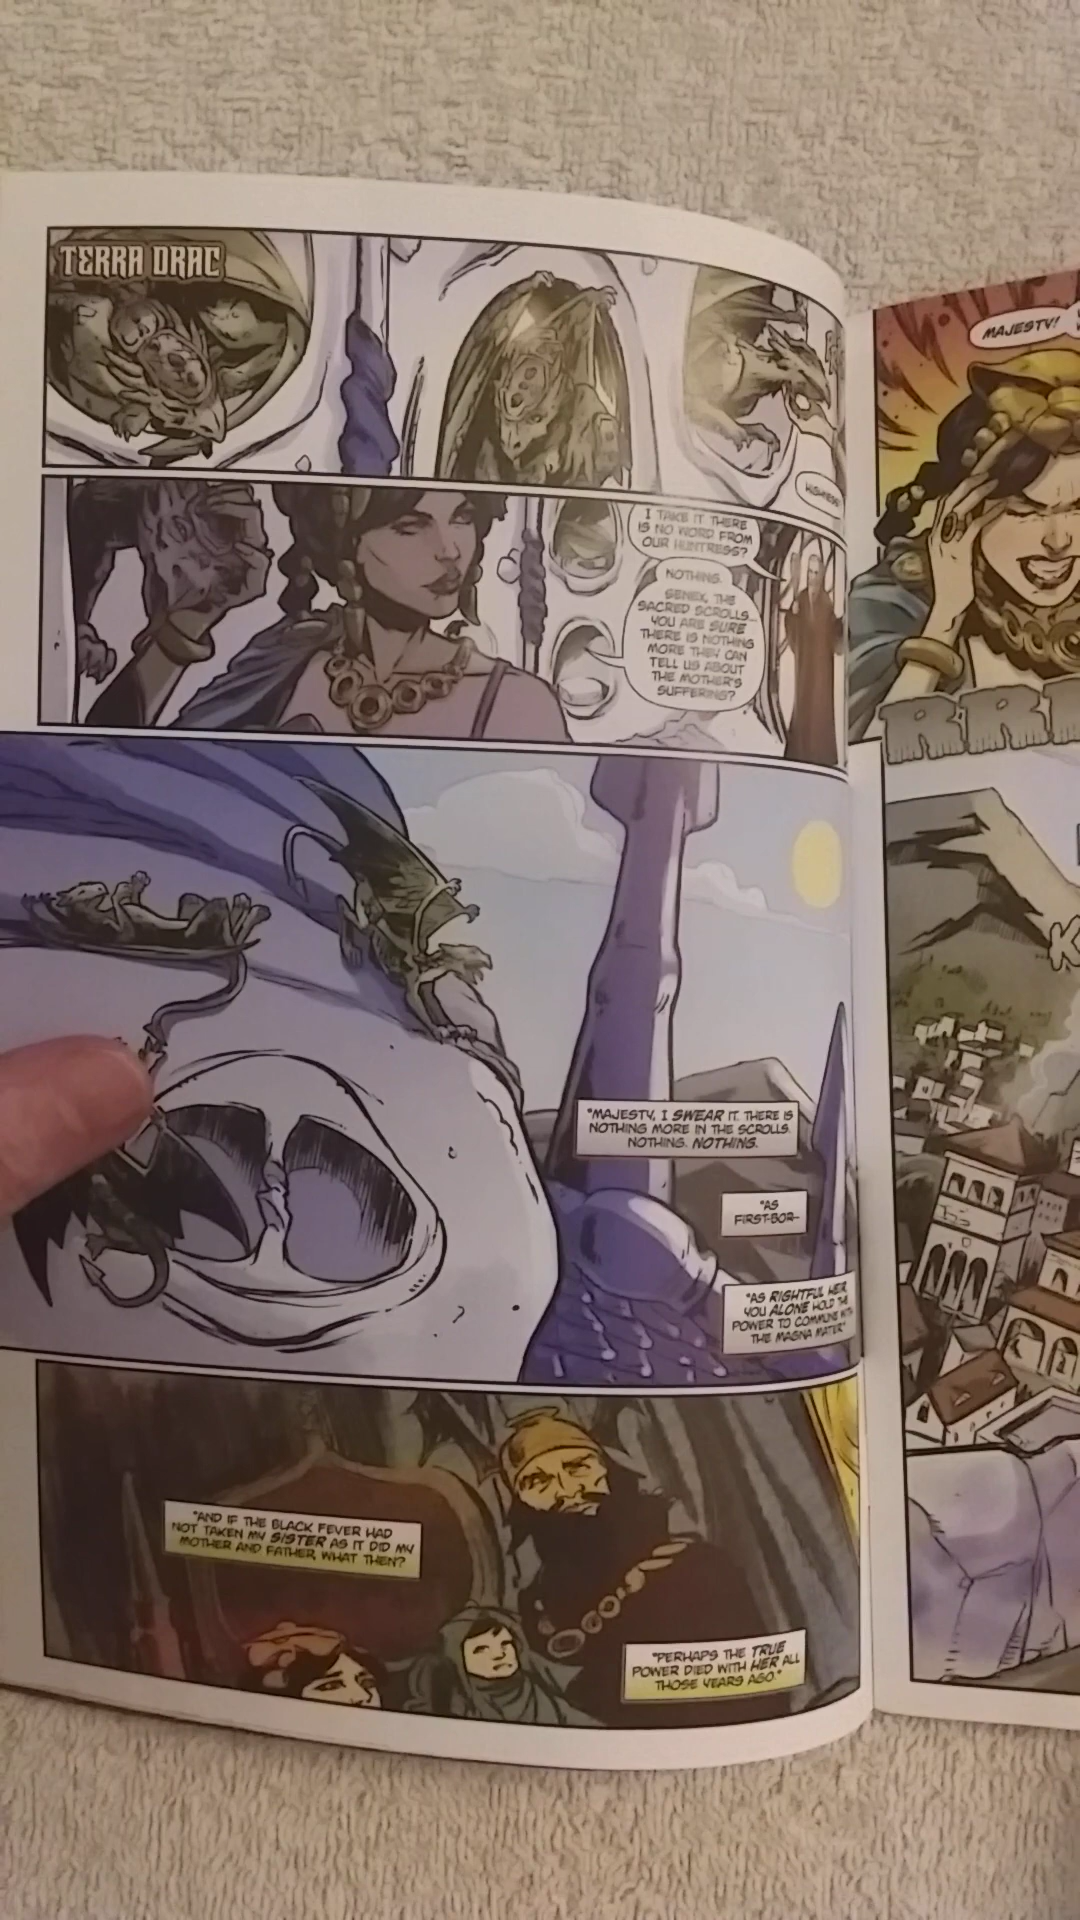 TERRA DRAC
HIGHNESS?
I TAKE IT THERE
IS NO WORD FROM
OUR HUNTRESS?
NOTHING.
SENEX, THE
SACRED SCROLLS...
YOU ARE SURE
THERE IS NOTHING
MORE THEY CAN
TELL US ABOUT
THE MOTHER'S
SUFFERING?
"MAJESTY, I SWEAR IT. THERE IS
NOTHING MORE IN THE SCROLLS.
NOTHING. NOTHING.
"AS
FIRST-BOR–
"AS RIGHTFUL HEIR,
YOU ALONE HOLD THE
POWER TO COMMUNE WITH
THE MAGNA MATER"
"AND IF THE BLACK FEVER HAD
NOT TAKEN MY SISTER AS IT DID MY
MOTHER AND FATHER, WHAT THEN?
"PERHAPS THE TRUE
POWER DIED WITH HER ALL
THOSE YEARS AGO."
MAJESTY!